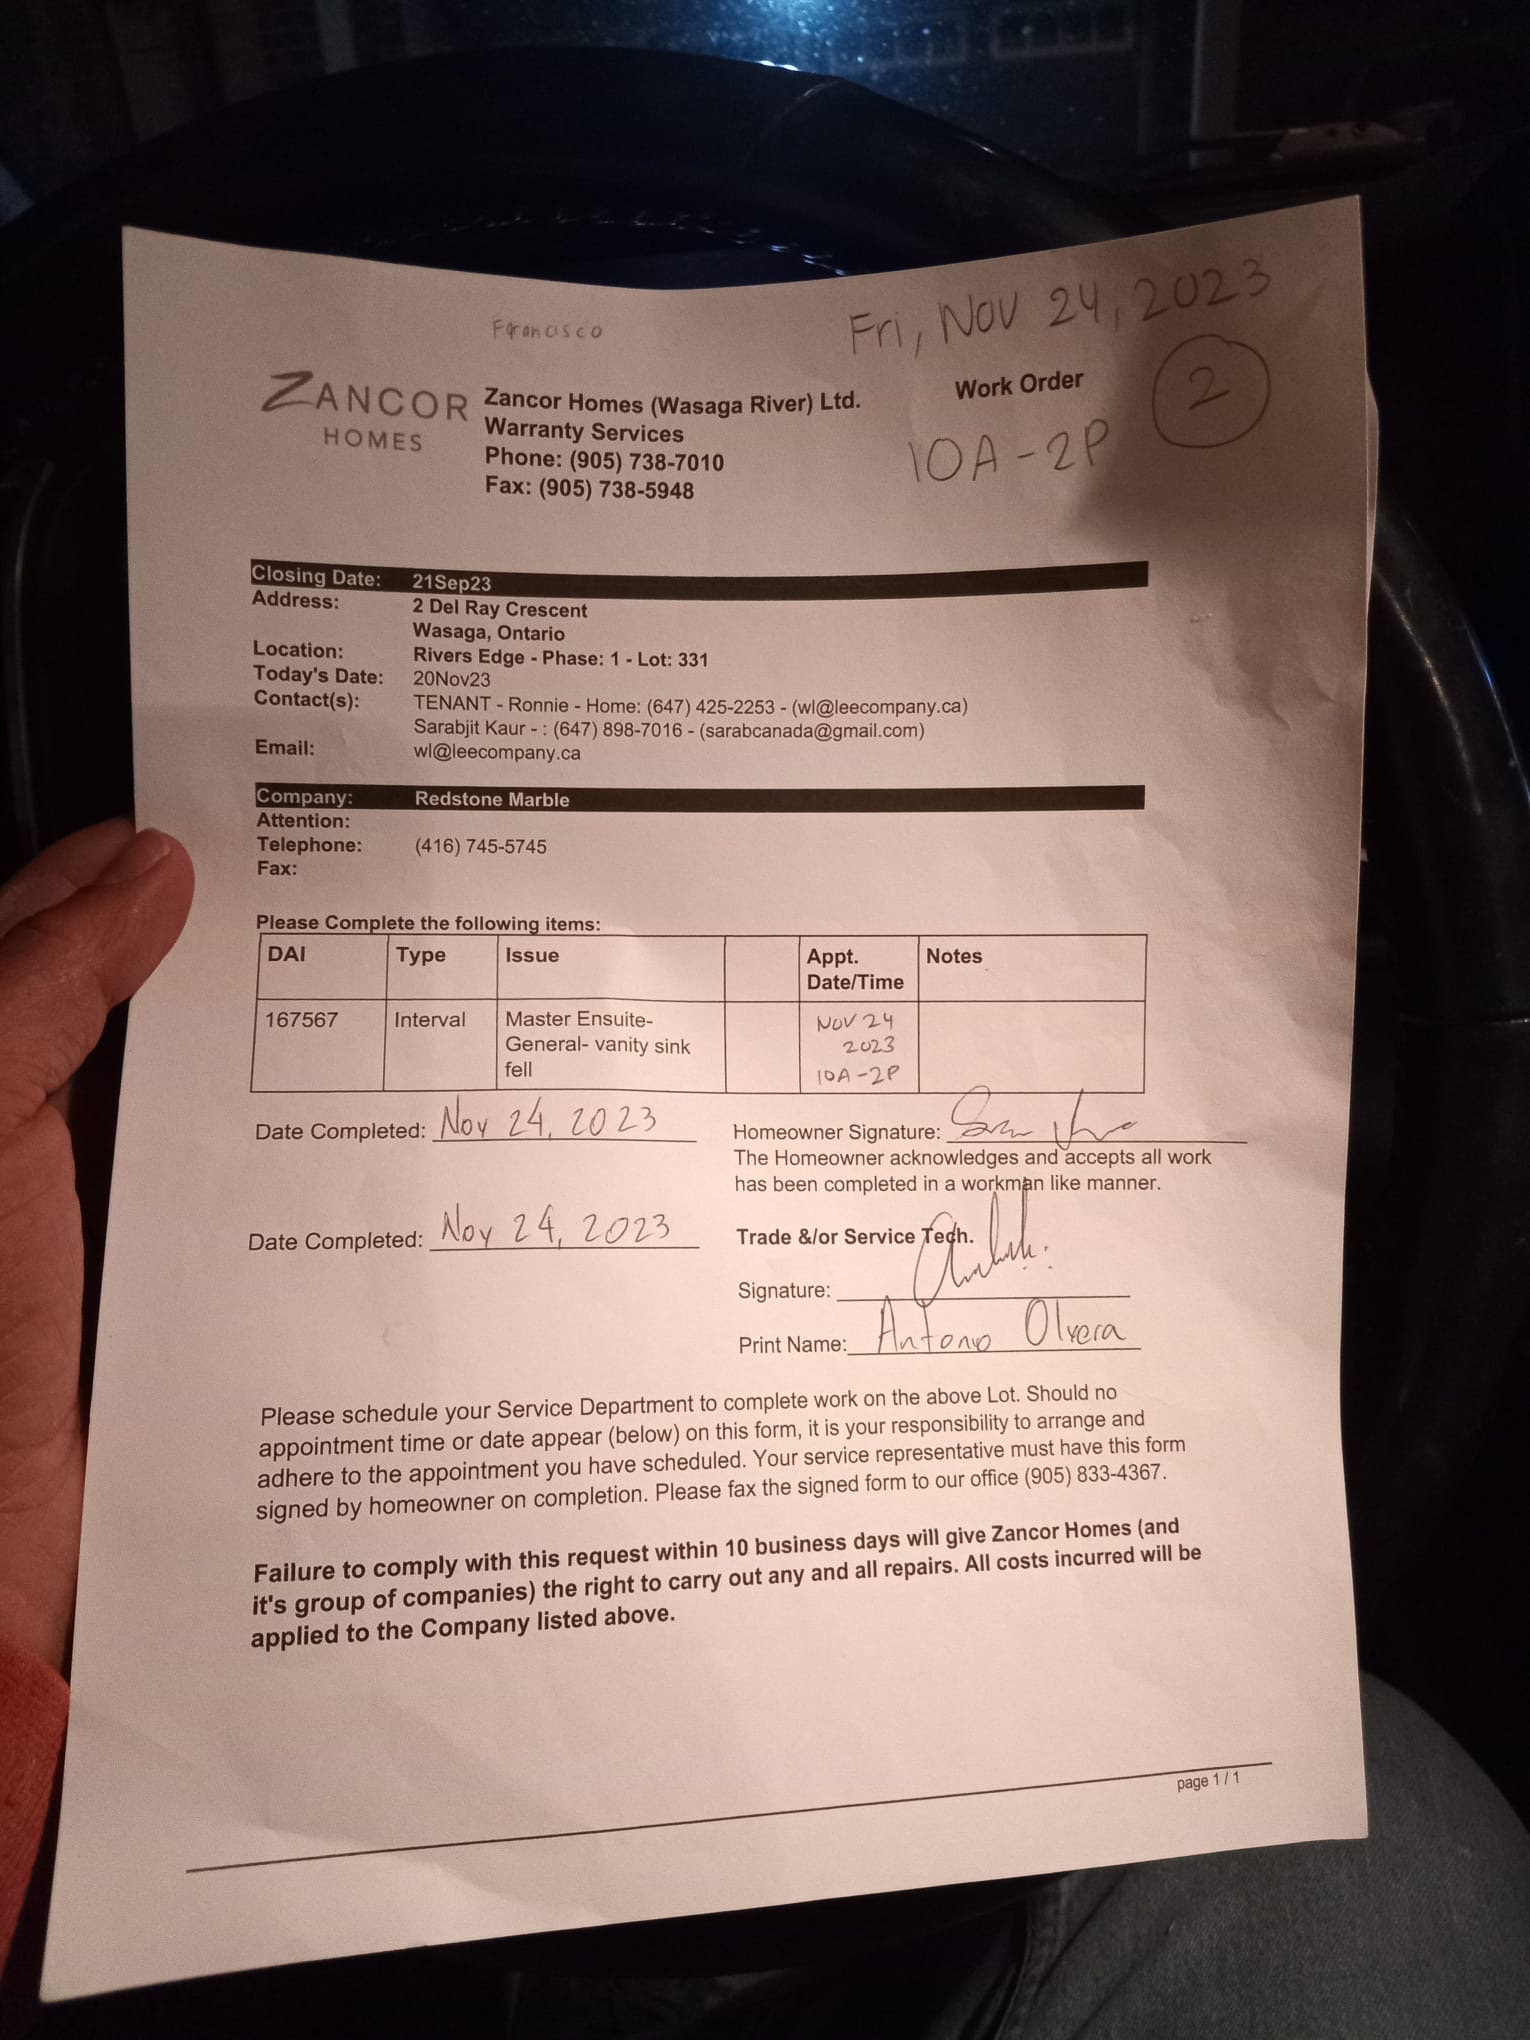 Francisco
Fri, Nov 24, 2023
2
ZANCOR
HOMES
Zancor Homes (Wasaga River) Ltd.
Warranty Services
Phone: (905) 738-7010
Fax: (905) 738-5948
Work Order
10A-2P
Closing Date: 21Sep23
Address: 2 Del Ray Crescent
Wasaga, Ontario
Location: Rivers Edge - Phase: 1 - Lot: 331
Today's Date: 20Nov23
Contact(s): TENANT - Ronnie - Home: (647) 425-2253 - (wl@leecompany.ca)
Sarabjit Kaur - : (647) 898-7016 - (sarabcanada@gmail.com)
Email: wl@leecompany.ca
Company: Redstone Marble
Attention:
Telephone: (416) 745-5745
Fax:
Please Complete the following items:
DAI Type Issue Appt. Date/Time Notes
167567 Interval Master Ensuite- General- vanity sink fell NOV 24 2023 10A-2P
Date Completed: Nov 24, 2023
Homeowner Signature:
The Homeowner acknowledges and accepts all work
has been completed in a workman like manner.
Date Completed: Nov 24, 2023
Trade &/or Service Tech.
Signature:
Print Name: Antonio Olvera
Please schedule your Service Department to complete work on the above Lot. Should no
appointment time or date appear (below) on this form, it is your responsibility to arrange and
adhere to the appointment you have scheduled. Your service representative must have this form
signed by homeowner on completion. Please fax the signed form to our office (905) 833-4367.
Failure to comply with this request within 10 business days will give Zancor Homes (and
it's group of companies) the right to carry out any and all repairs. All costs incurred will be
applied to the Company listed above.
page 1 / 1